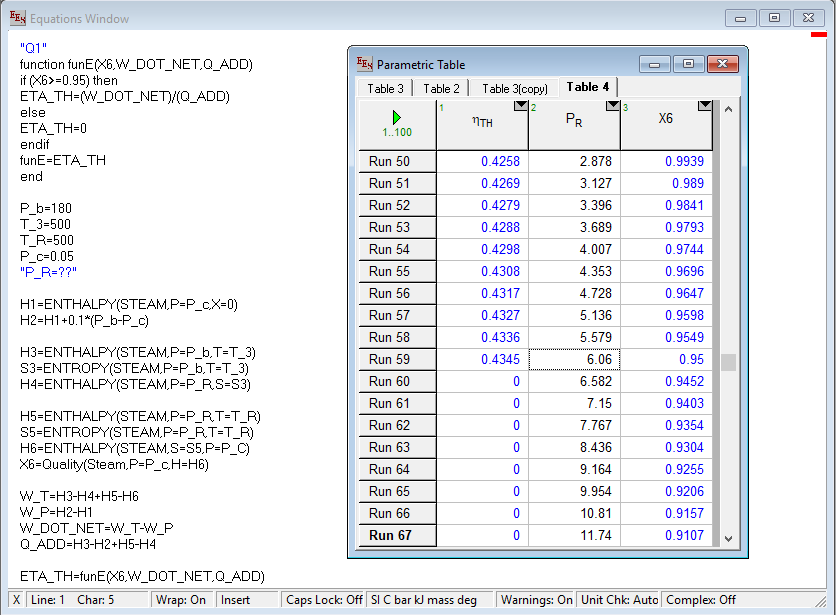 EES Equations Window
"Q1"
function funE(X6,W_DOT_NET,Q_ADD)
if (X6>=0.95) then
ETA_TH=(W_DOT_NET)/(Q_ADD)
else
ETA_TH=0
endif
funE=ETA_TH
end
P_b=180
T_3=500
T_R=500
P_c=0.05
"P_R=??"
H1=ENTHALPY(STEAM,P=P_c,X=0)
H2=H1+0.1*(P_b-P_c)
H3=ENTHALPY(STEAM,P=P_b,T=T_3)
S3=ENTROPY(STEAM,P=P_b,T=T_3)
H4=ENTHALPY(STEAM,P=P_R,S=S3)
H5=ENTHALPY(STEAM,P=P_R,T=T_R)
S5=ENTROPY(STEAM,P=P_R,T=T_R)
H6=ENTHALPY(STEAM,S=S5,P=P_C)
X6=Quality(Steam,P=P_c,H=H6)
W_T=H3-H4+H5-H6
W_P=H2-H1
W_DOT_NET=W_T-W_P
Q_ADD=H3-H2+H5-H4
ETA_TH=funE(X6,W_DOT_NET,Q_ADD)
EES Parametric Table
Table 3 Table 2 Table 3(copy) Table 4
1..100 1 ηTH 2 PR 3 X6
Run 50 0.4258 2.878 0.9939
Run 51 0.4269 3.127 0.989
Run 52 0.4279 3.396 0.9841
Run 53 0.4288 3.689 0.9793
Run 54 0.4298 4.007 0.9744
Run 55 0.4308 4.353 0.9696
Run 56 0.4317 4.728 0.9647
Run 57 0.4327 5.136 0.9598
Run 58 0.4336 5.579 0.9549
Run 59 0.4345 6.06 0.95
Run 60 0 6.582 0.9452
Run 61 0 7.15 0.9403
Run 62 0 7.767 0.9354
Run 63 0 8.436 0.9304
Run 64 0 9.164 0.9255
Run 65 0 9.954 0.9206
Run 66 0 10.81 0.9157
Run 67 0 11.74 0.9107
X Line: 1 Char: 5 Wrap: On Insert Caps Lock: Off SI C bar kJ mass deg Warnings: On Unit Chk: Auto Complex: Off